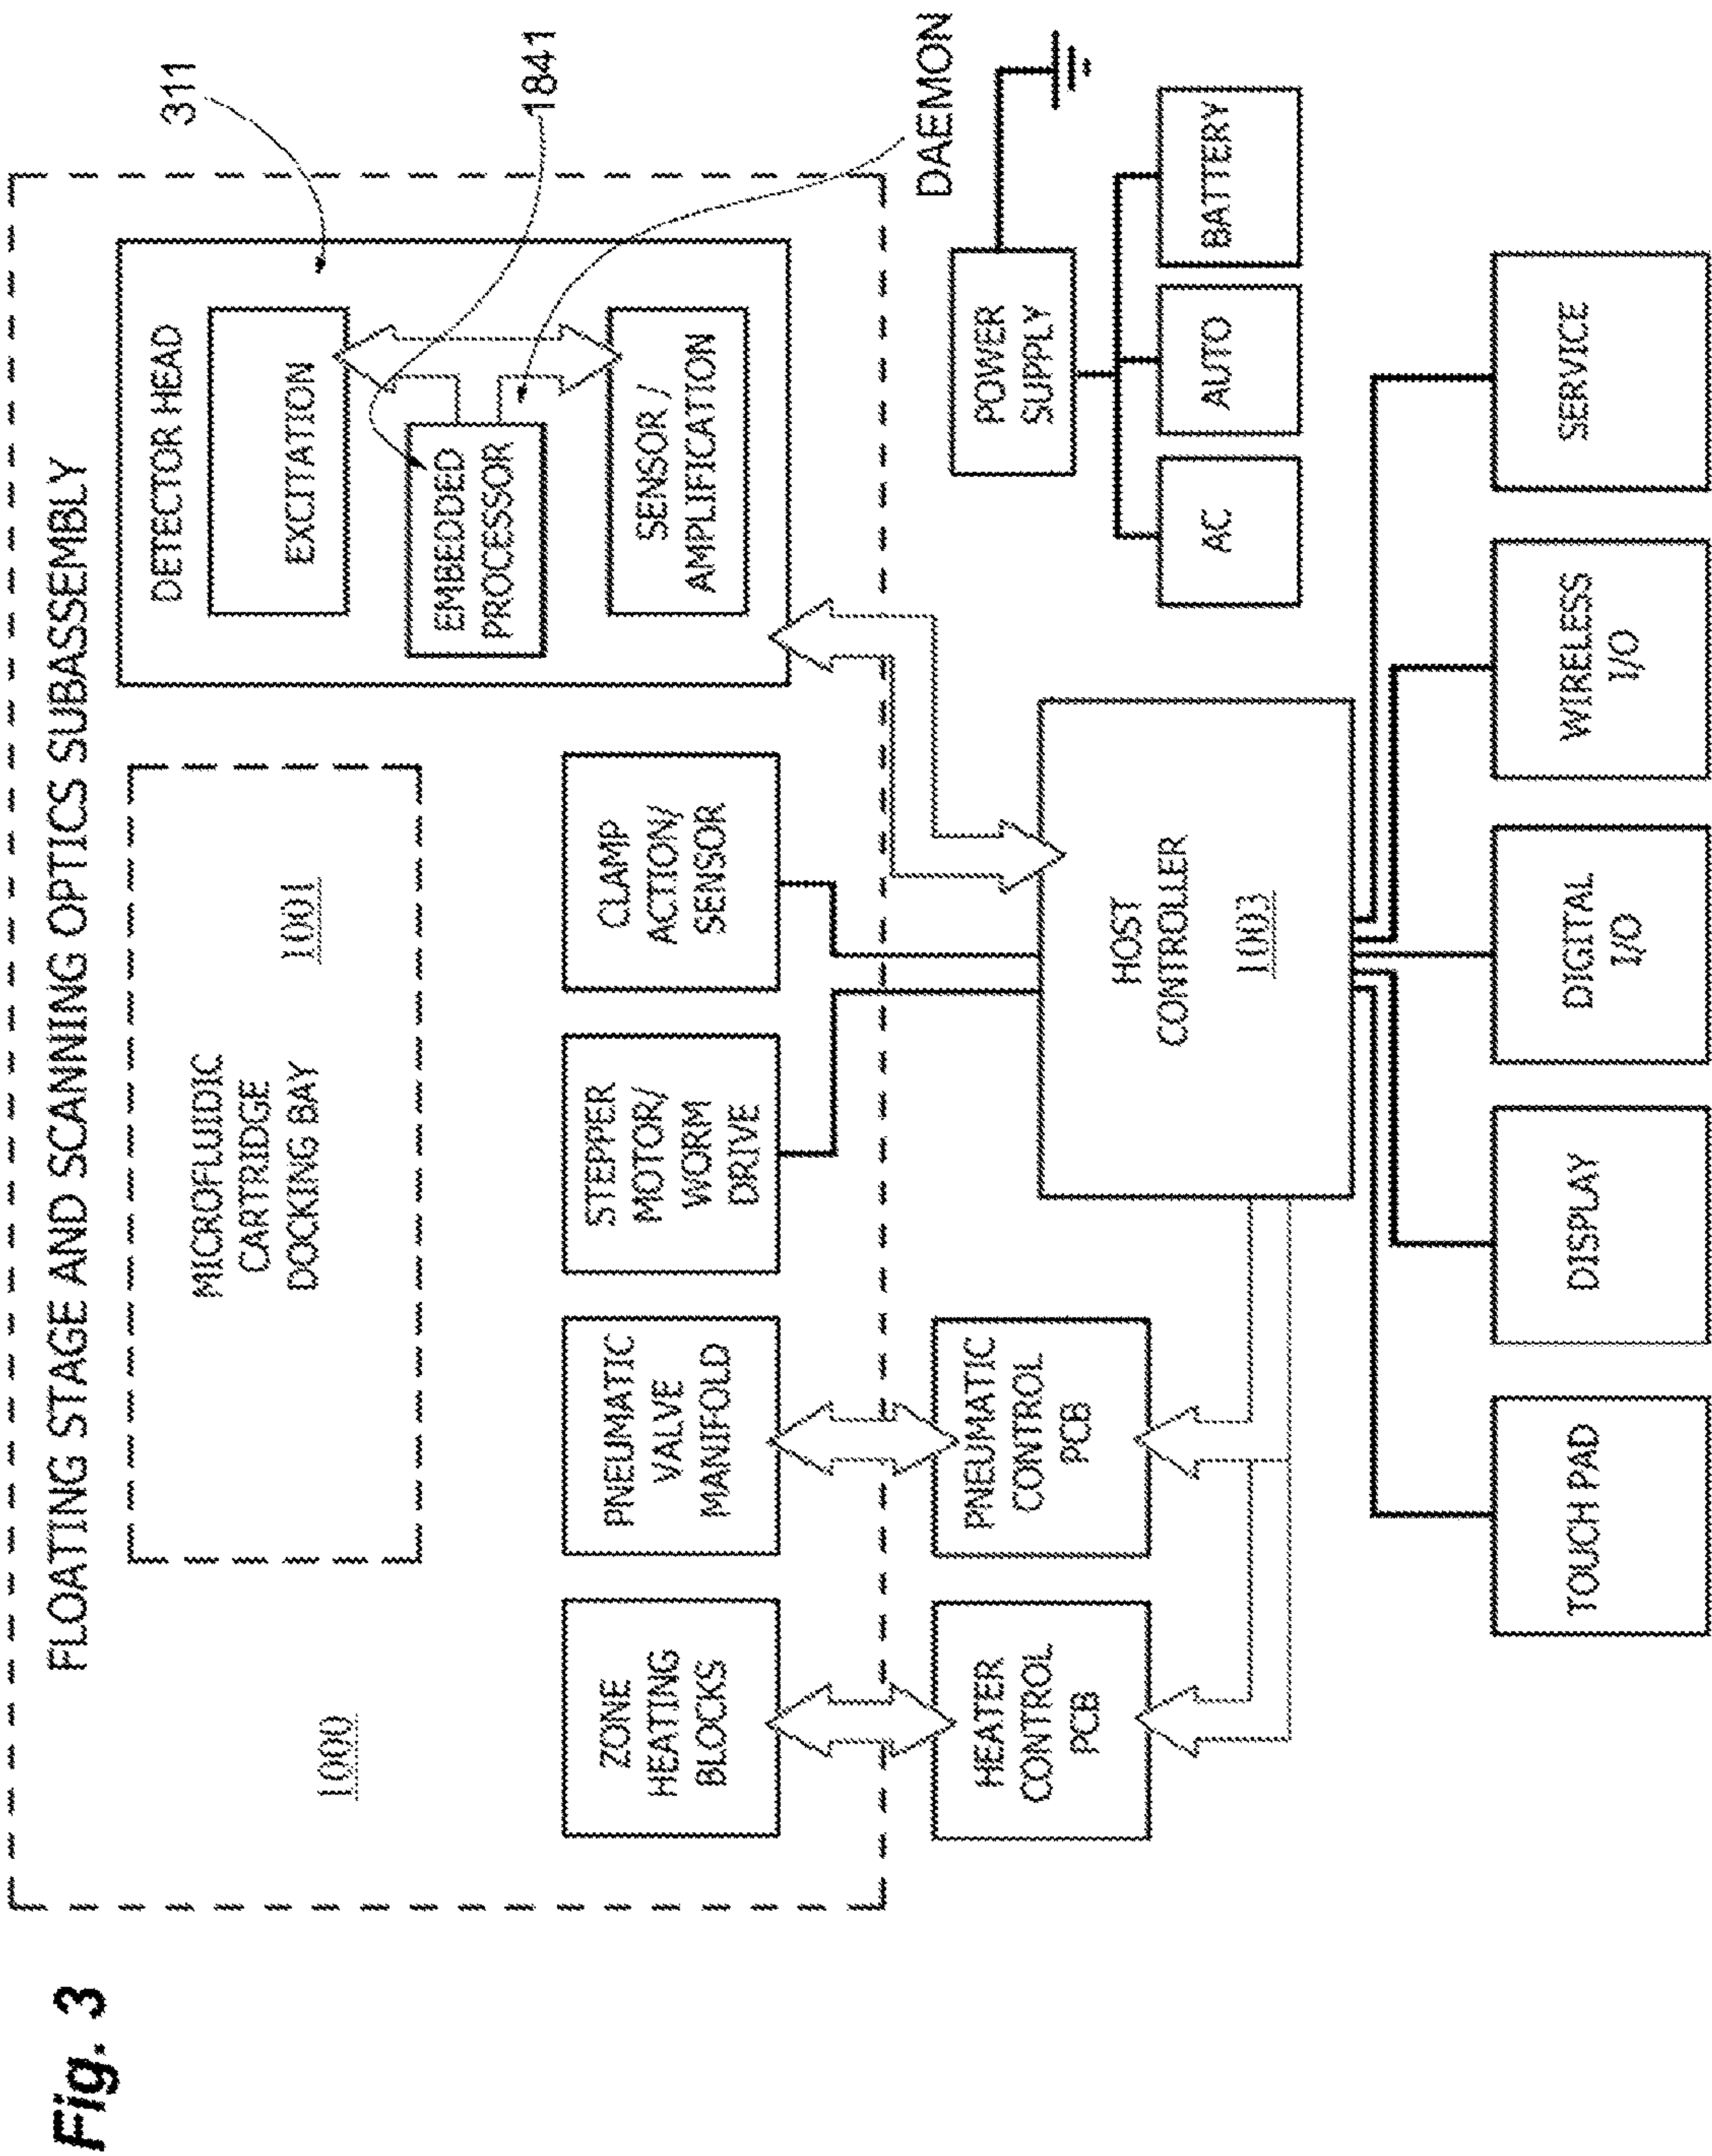 Fig. 3
FLOATING STAGE AND SCANNING OPTICS SUBASSEMBLY
1000
MICROFLUIDIC
CARTRIDGE
DOCKING BAY
1001
DETECTOR HEAD
311
EXCITATION
EMBEDDED
PROCESSOR
1841
SENSOR /
AMPLIFICATION
DAEMON
ZONE
HEATING
BLOCKS
PNEUMATIC
VALVE
MANIFOLD
STEPPER
MOTOR/
WORM
DRIVE
CLAMP
ACTION/
SENSOR
HEATER
CONTROL
PCB
PNEUMATIC
CONTROL
PCB
HOST
CONTROLLER
1003
POWER
SUPPLY
AC
AUTO
BATTERY
TOUCH PAD
DISPLAY
DIGITAL
I/O
WIRELESS
I/O
SERVICE